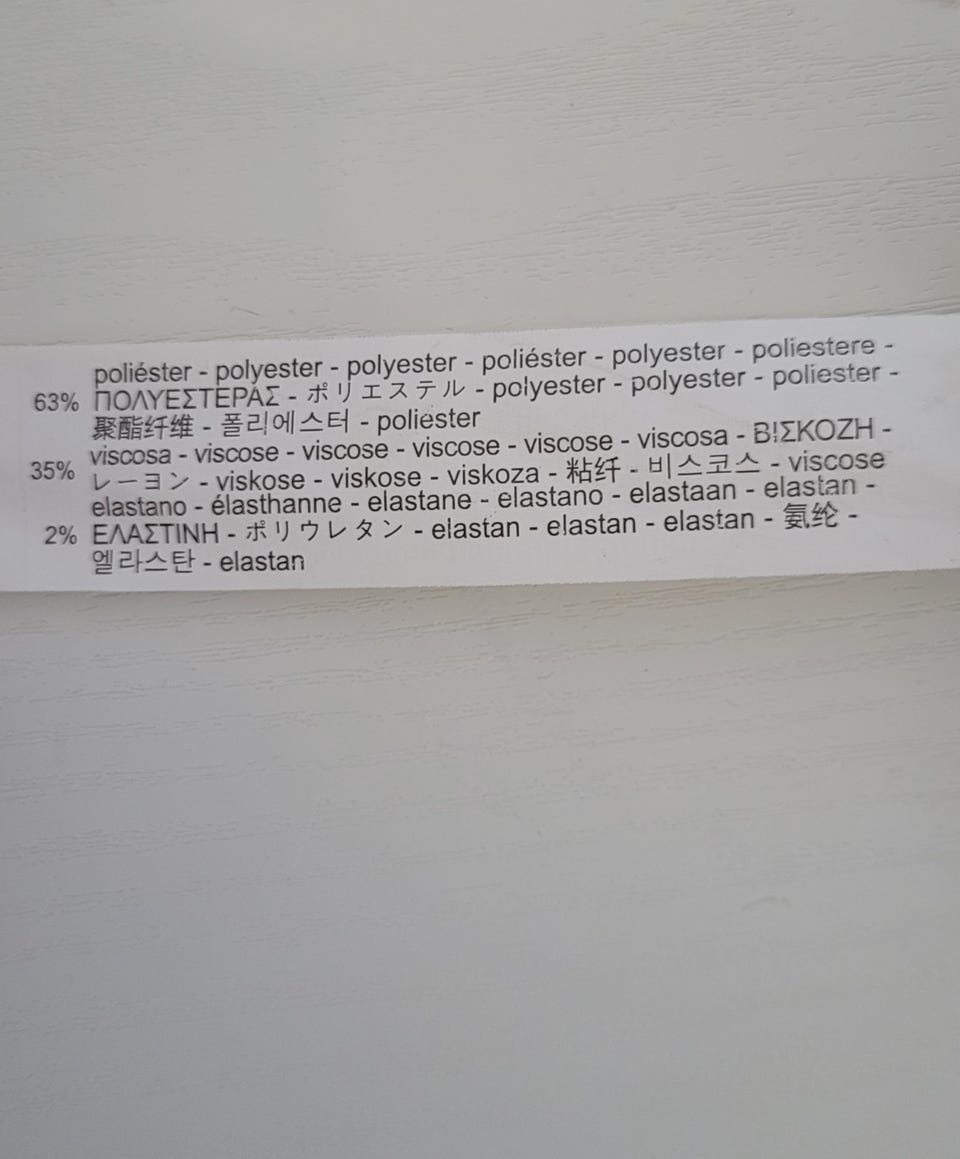 poliéster - polyester - polyester - poliéster - polyester - poliestere -
63% ΠΟΛΥΕΣΤΕΡΑΣ - ポリエステル - polyester - polyester - poliester -
聚酯纤维 - 폴리에스터 - poliester
35% viscosa - viscose - viscose - viscose - viscose - viscosa - ΒΙΣΚΟΖΗ -
レーヨン - viskose - viskose - viskoza - 粘纤 - 비스코스 - viscose
elastano - élasthanne - elastane - elastano - elastaan - elastan -
2% ΕΛΑΣΤΙΝΗ - ポリウレタン - elastan - elastan - elastan - 氨纶 -
엘라스탄 - elastan